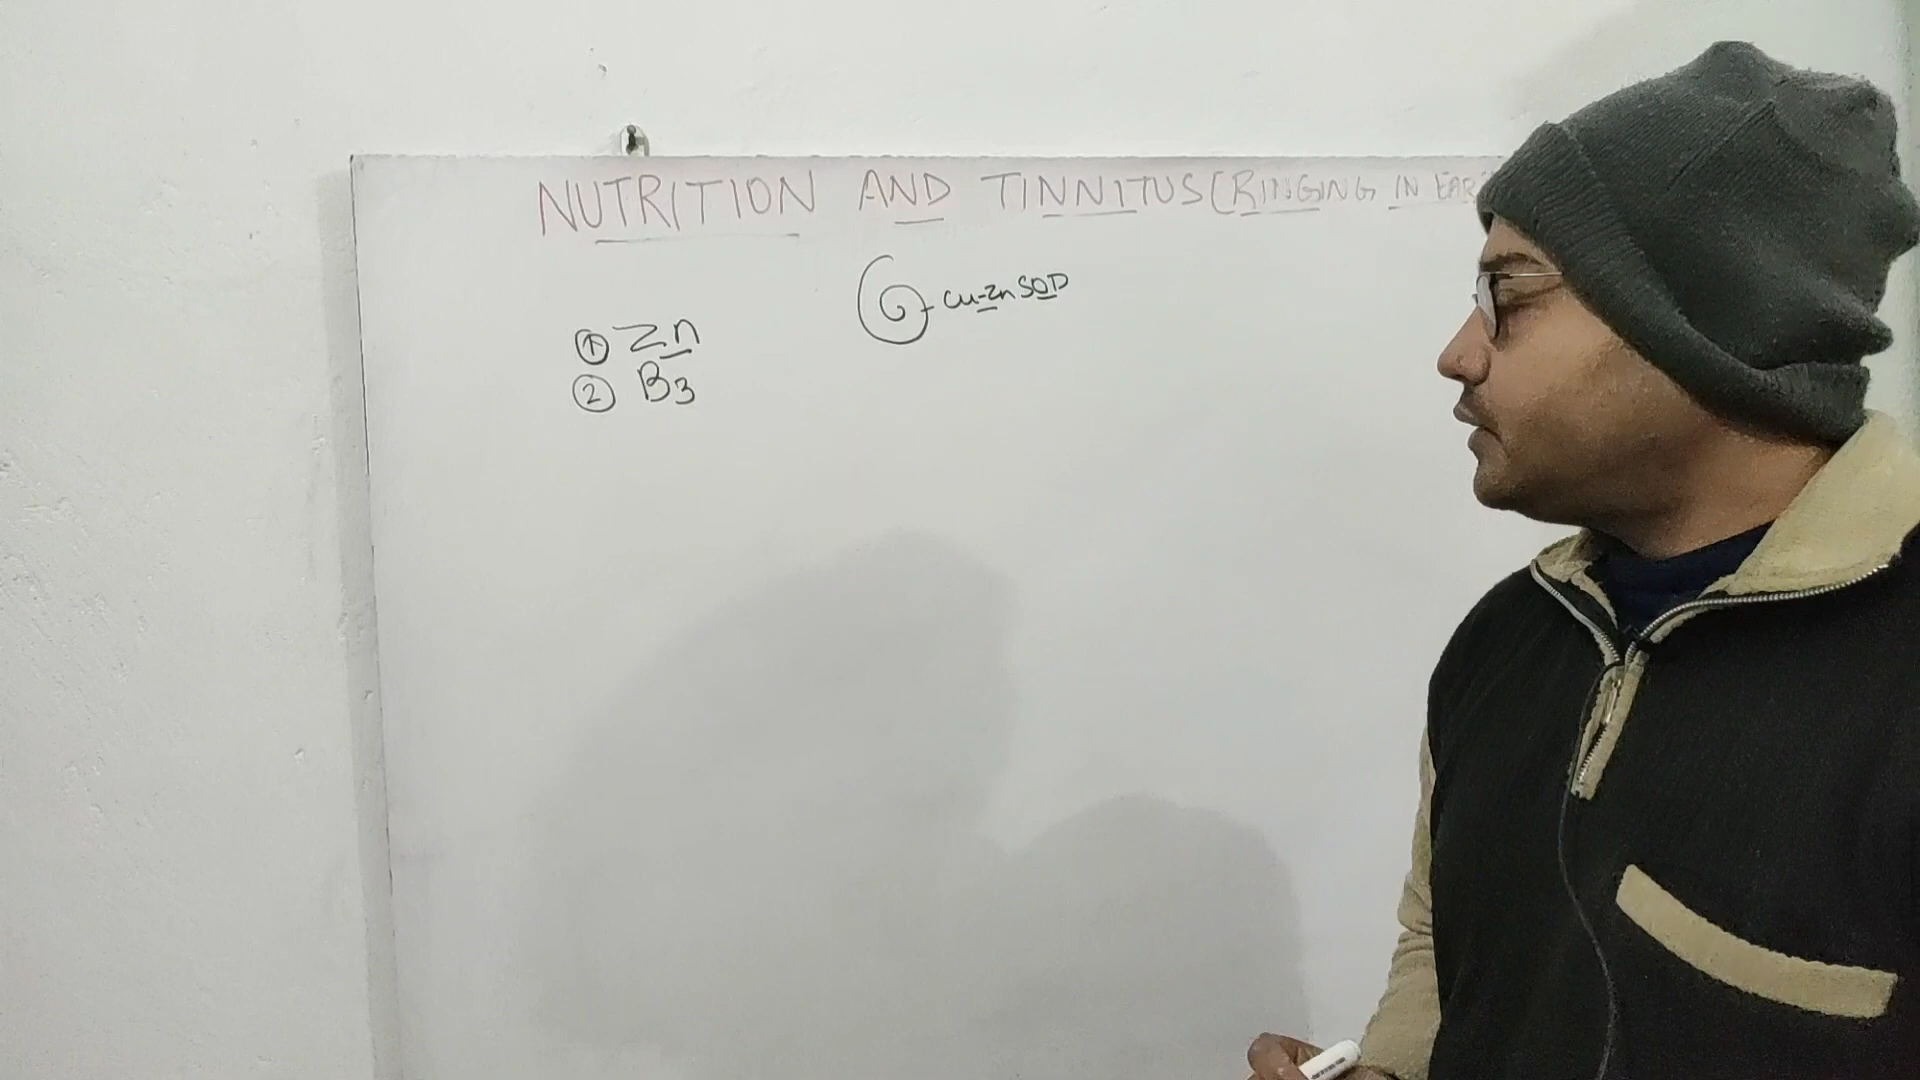 NUTRITION AND TINNITUS (RINGING IN EAR
Cu-Zn SOD
① Zn
② B3